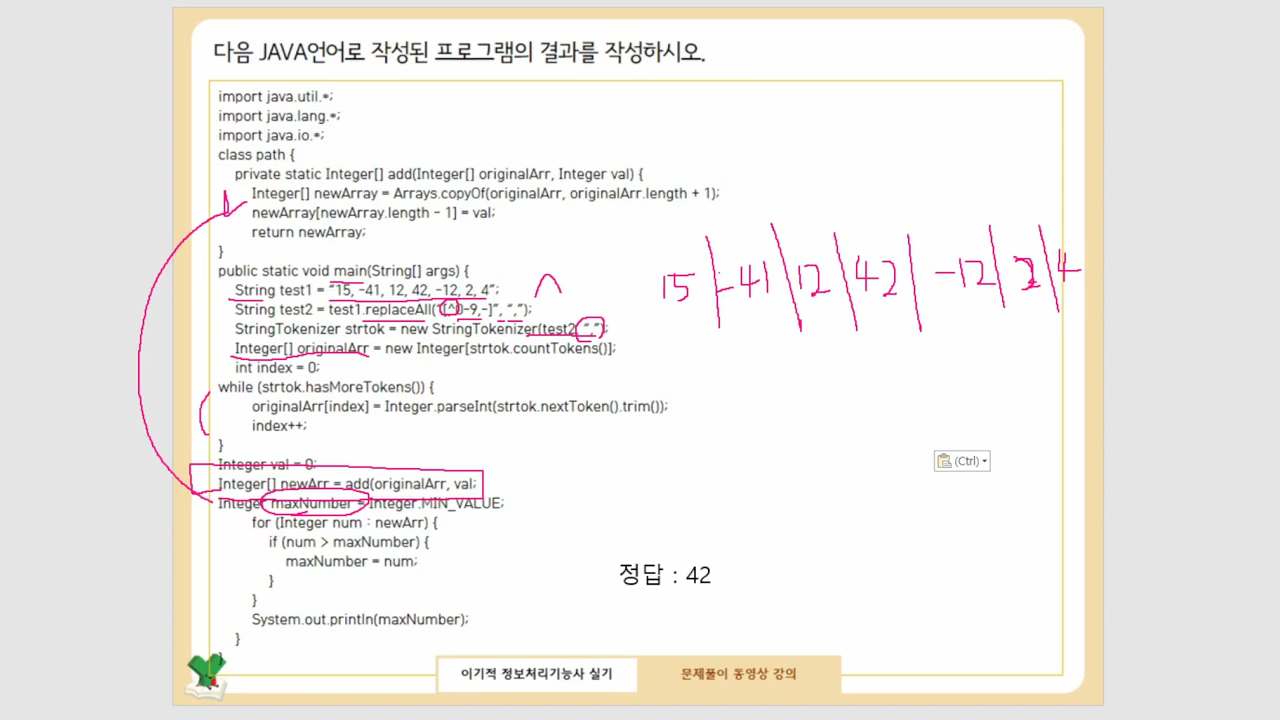 다음 JAVA언어로 작성된 프로그램의 결과를 작성하시오.
import java.util.*;
import java.lang.*;
import java.io.*;
class path {
private static Integer[] add(Integer[] originalArr, Integer val) {
Integer[] newArray = Arrays.copyOf(originalArr, originalArr.length + 1);
newArray[newArray.length - 1] = val;
return newArray;
}
public static void main(String[] args) {
String test1 = "15, -41, 12, 42, -12, 2, 4";
String test2 = test1.replaceAll("[^0-9,-]", ",");
StringTokenizer strtok = new StringTokenizer(test2, ",");
Integer[] originalArr = new Integer[strtok.countTokens()];
int index = 0;
while (strtok.hasMoreTokens()) {
originalArr[index] = Integer.parseInt(strtok.nextToken().trim());
index++;
}
Integer val = 0;
Integer[] newArr = add(originalArr, val;
Integer maxNumber = Integer.MIN_VALUE;
for (Integer num : newArr) {
if (num > maxNumber) {
maxNumber = num;
}
}
System.out.println(maxNumber);
}
}
^
15 | -41 | 12 | 42 | -12 | 2 | 4
(Ctrl)
정답 : 42
이기적 정보처리기능사 실기
문제풀이 동영상 강의